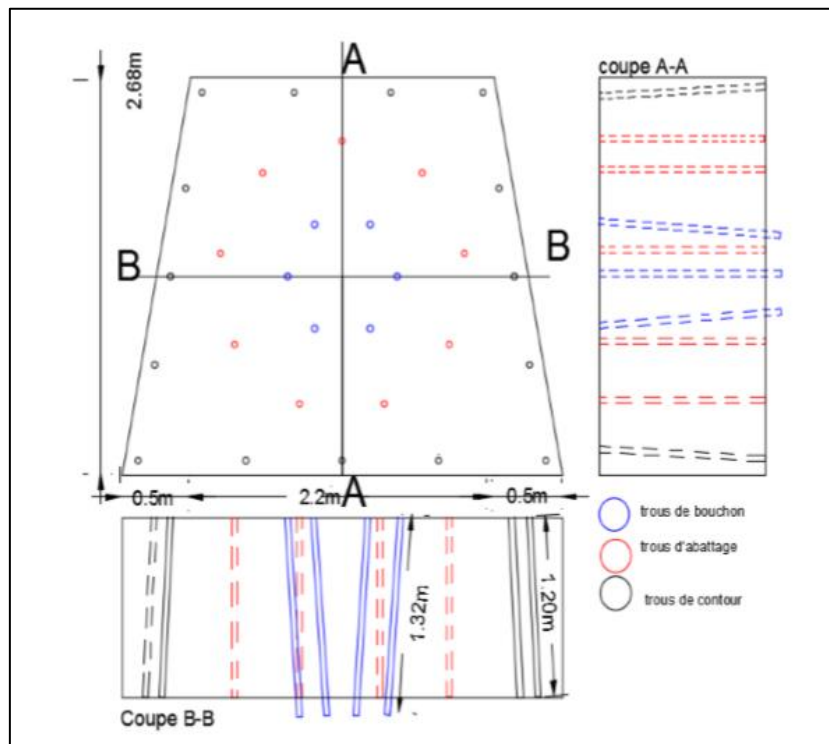 A
2.68m
coupe A-A
B
B
0.5m
2.2m
A
0.5m
trous de bouchon
trous d'abattage
trous de contour
1.32m
1.20m
Coupe B-B